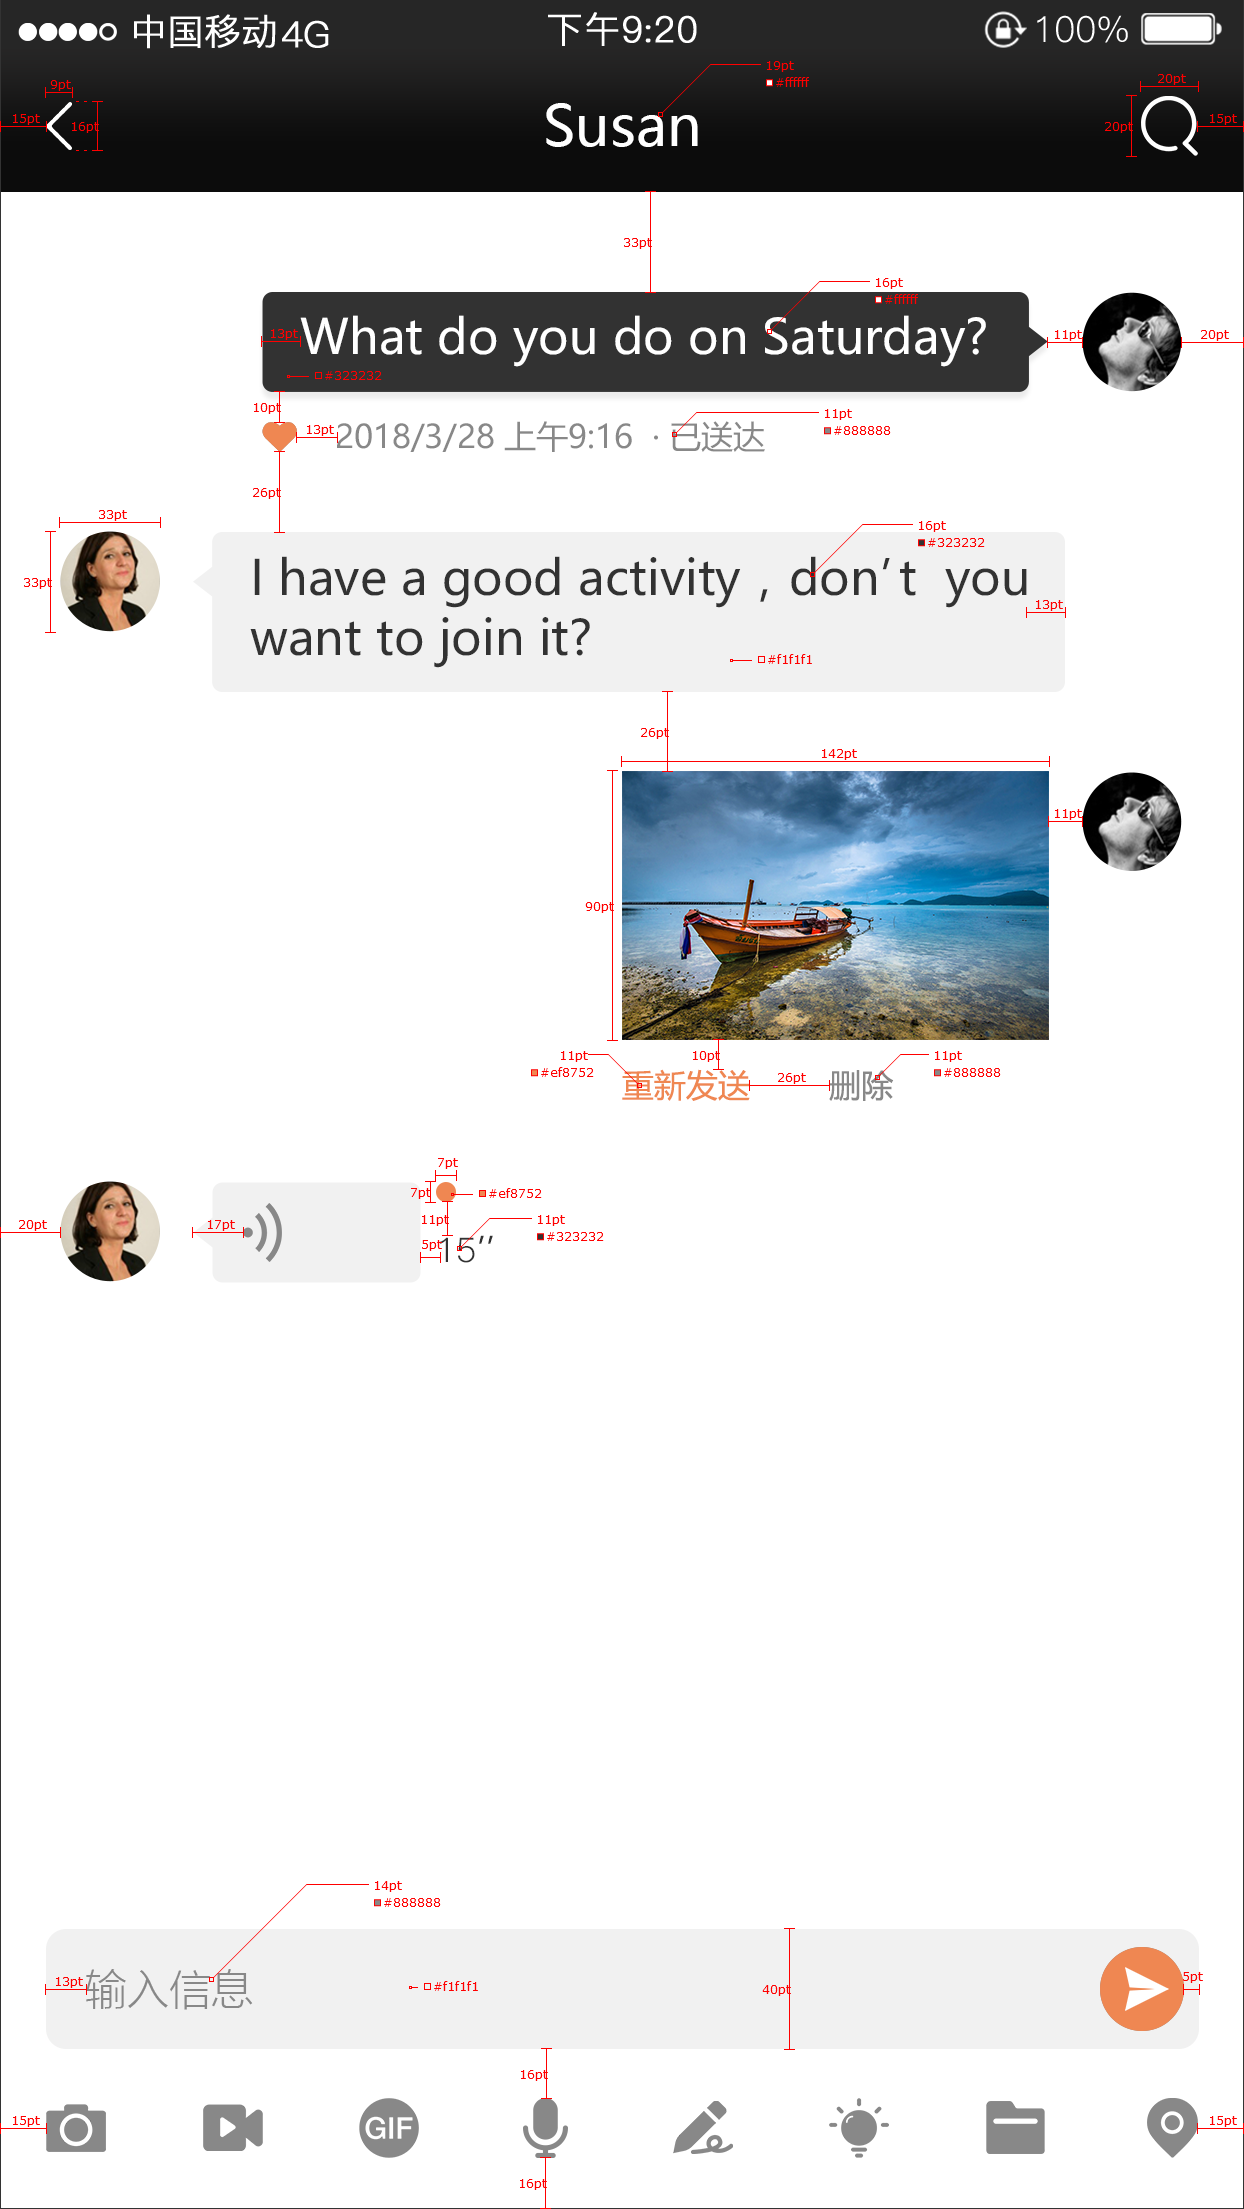 中国移动4G 下午9:20 100%
9pt 19pt #ffffff 20pt
15pt 16pt Susan 20pt 15pt
33pt
16pt #ffffff
13pt What do you do on Saturday? 11pt 20pt
#323232
10pt 11pt #888888
13pt 2018/3/28 上午9:16 · 已送达
26pt
33pt 16pt #323232
33pt I have a good activity , don’t you
13pt
want to join it?
#f1f1f1
26pt
142pt
11pt
90pt
11pt #ef8752 10pt 11pt #888888
重新发送 26pt 删除
7pt
7pt #ef8752
20pt 17pt 11pt 11pt #323232
5pt 15’’
14pt
#888888
13pt 输入信息 #f1f1f1 40pt 5pt
16pt
15pt GIF 15pt
16pt